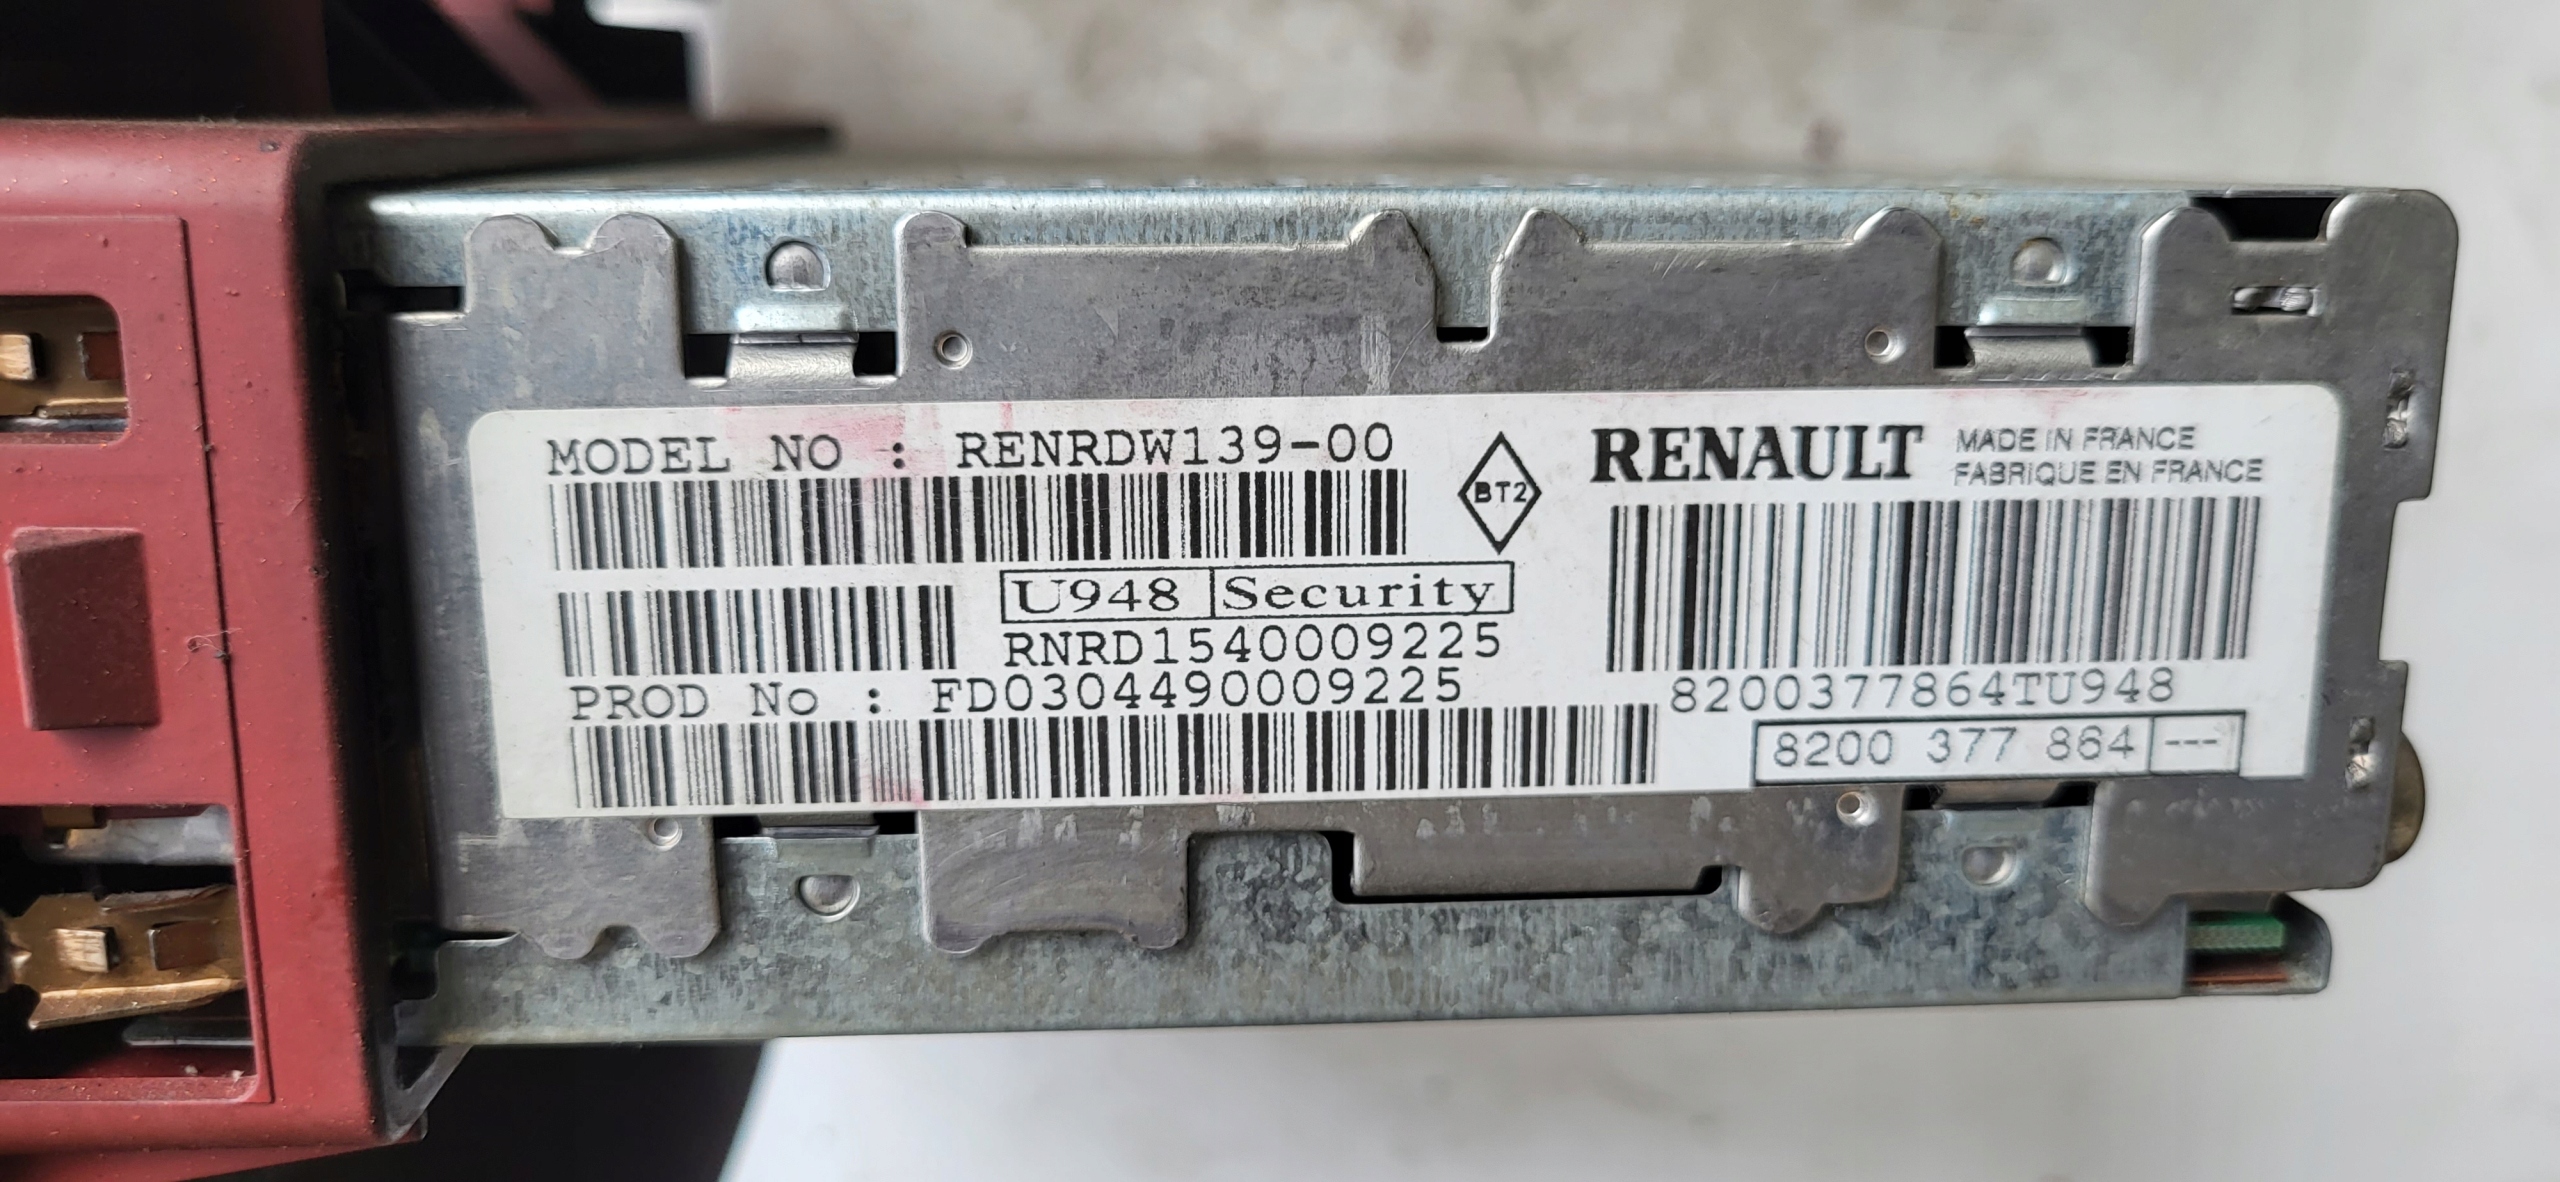 MODEL NO : RENRDW139-00
BT2
RENAULT
MADE IN FRANCE
FABRIQUE EN FRANCE
U948 Security
RNRD1540009225
PROD No : FD0304490009225
8200377864TU948
8200 377 864 ---